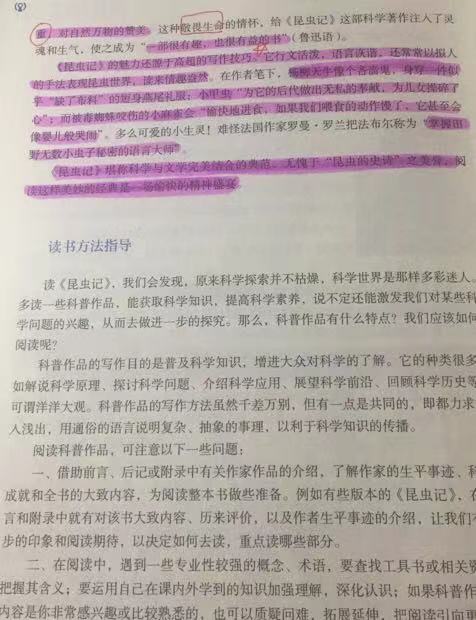 重、对自然万物的赞美。这种敬畏生命的情怀，给《昆虫记》这部科学著作注入了灵
魂和生气，使之成为“一部很有趣，也很有益的书”（鲁迅语）。
《昆虫记》的魅力还源于高超的写作技巧。它行文活泼，语言诙谐，还常常以拟人
的手法表现昆虫世界，读来情趣盎然。在作者笔下，杨柳天牛像个吝啬鬼，身穿一件似
乎“缺了布料”的短身燕尾礼服；小甲虫“为它的后代做出无私的奉献，为儿女操碎了
心”；而被毒蜘蛛咬伤的小麻雀会“愉快地进食，如果我们喂食的动作慢了，它甚至会
像婴儿般哭闹”。多么可爱的小生灵！难怪法国作家罗曼·罗兰把法布尔称为“掌握田
野无数小虫子秘密的语言大师”。
《昆虫记》堪称科学与文学完美结合的典范，无愧于“昆虫的史诗”之美誉。阅
读这样美妙的经典是一场愉快的精神盛宴。
读书方法指导
读《昆虫记》，我们会发现，原来科学探索并不枯燥，科学世界是那样多彩迷人。
多读一些科普作品，能获取科学知识，提高科学素养，说不定还能激发我们对某些科
学问题的兴趣，从而去做进一步的探究。那么，科普作品有什么特点？我们应该如何
阅读呢？
科普作品的写作目的是普及科学知识，增进大众对科学的了解。它的种类很多
如解说科学原理、探讨科学问题、介绍科学应用、展望科学前沿、回顾科学历史等
可谓洋洋大观。科普作品的写作方法虽然千差万别，但有一点是共同的，即都力求
入浅出，用通俗的语言说明复杂、抽象的事理，以利于科学知识的传播。
阅读科普作品，可注意以下一些问题：
一、借助前言、后记或附录中有关作家作品的介绍，了解作家的生平事迹、科
成就和全书的大致内容，为阅读整本书做些准备。例如有些版本的《昆虫记》，在
言和附录中就有对该书大致内容、历来评价，以及作者生平事迹的介绍，让我们有
步的印象和阅读期待，以决定如何去读，重点读哪些部分。
二、在阅读中，遇到一些专业性较强的概念、术语，要查找工具书或相关资
把握其含义；要运用自己在课内外学到的知识加强理解，深化认识；如果科普作
内容是你非常感兴趣或比较熟悉的，也可以质疑问难，拓展延伸，把阅读引向更